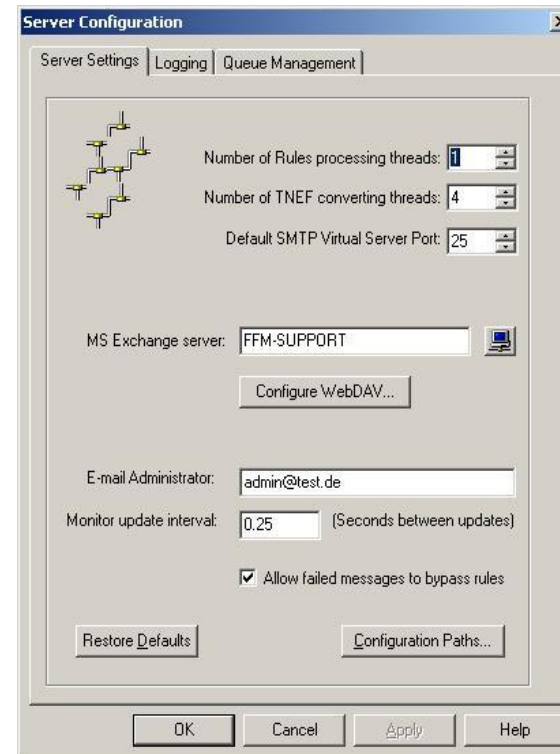 Server Configuration
Server Settings Logging Queue Management
Number of Rules processing threads: 1
Number of TNEF converting threads: 4
Default SMTP Virtual Server Port: 25
MS Exchange server: FFM-SUPPORT
Configure WebDAV...
E-mail Administrator: admin@test.de
Monitor update interval: 0.25 (Seconds between updates)
Allow failed messages to bypass rules
Restore Defaults Configuration Paths...
OK Cancel Apply Help